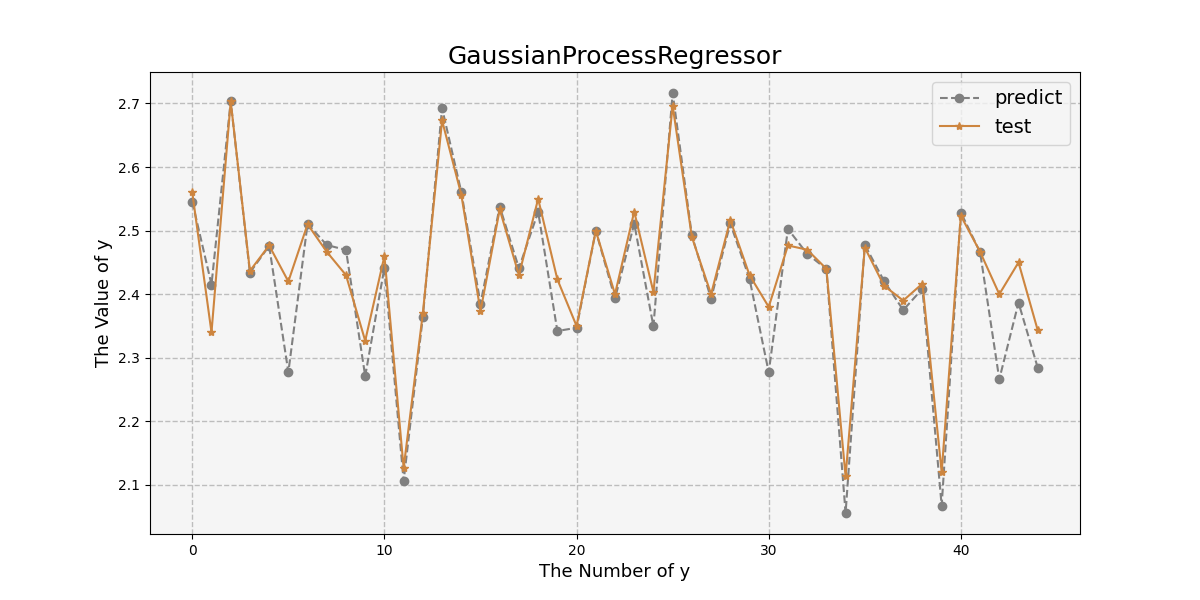 GaussianProcessRegressor
predict
test
The Value of y
2.7
2.6
2.5
2.4
2.3
2.2
2.1
0 10 20 30 40
The Number of y